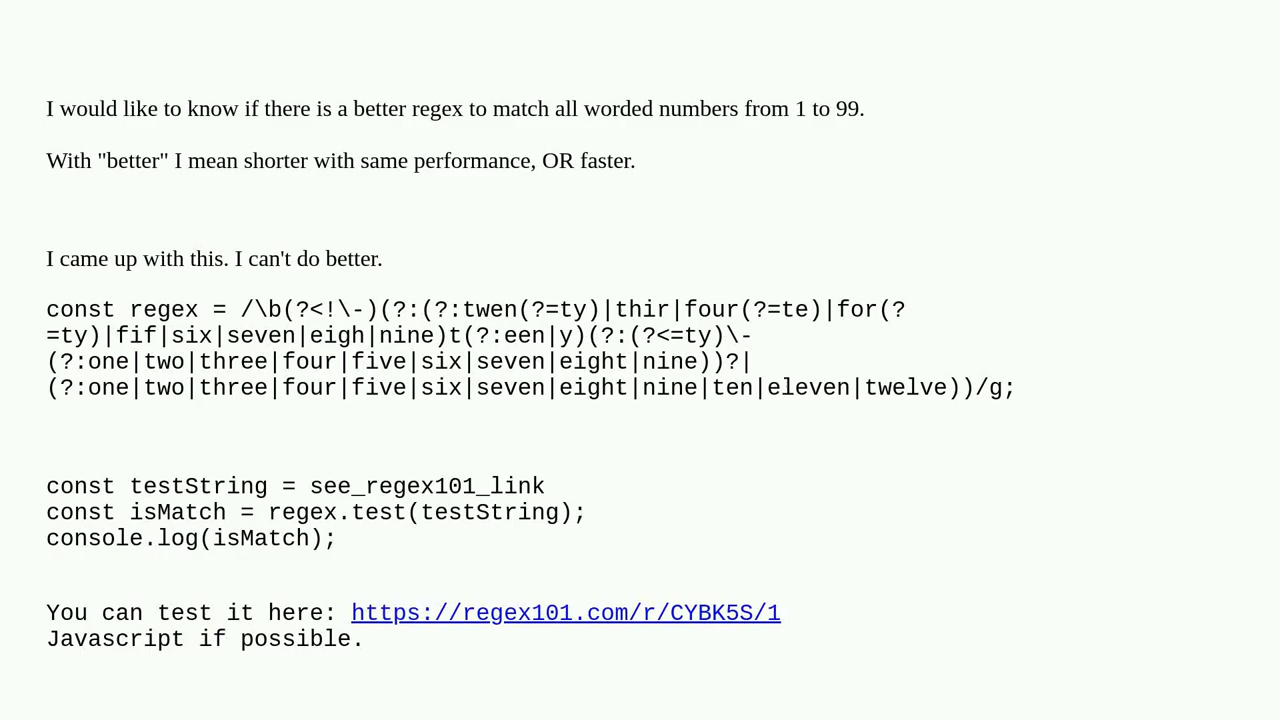 I would like to know if there is a better regex to match all worded numbers from 1 to 99.
With "better" I mean shorter with same performance, OR faster.
I came up with this. I can't do better.
const regex = /\b(?<!\-)(?:(?:twen(?=ty)|thir|four(?=te)|for(?
=ty)|fif|six|seven|eigh|nine)t(?:een|y)(?:(?<=ty)\-
(?:one|two|three|four|five|six|seven|eight|nine))?|
(?:one|two|three|four|five|six|seven|eight|nine|ten|eleven|twelve))/g;
const testString = see_regex101_link
const isMatch = regex.test(testString);
console.log(isMatch);
You can test it here: https://regex101.com/r/CYBK5S/1
Javascript if possible.